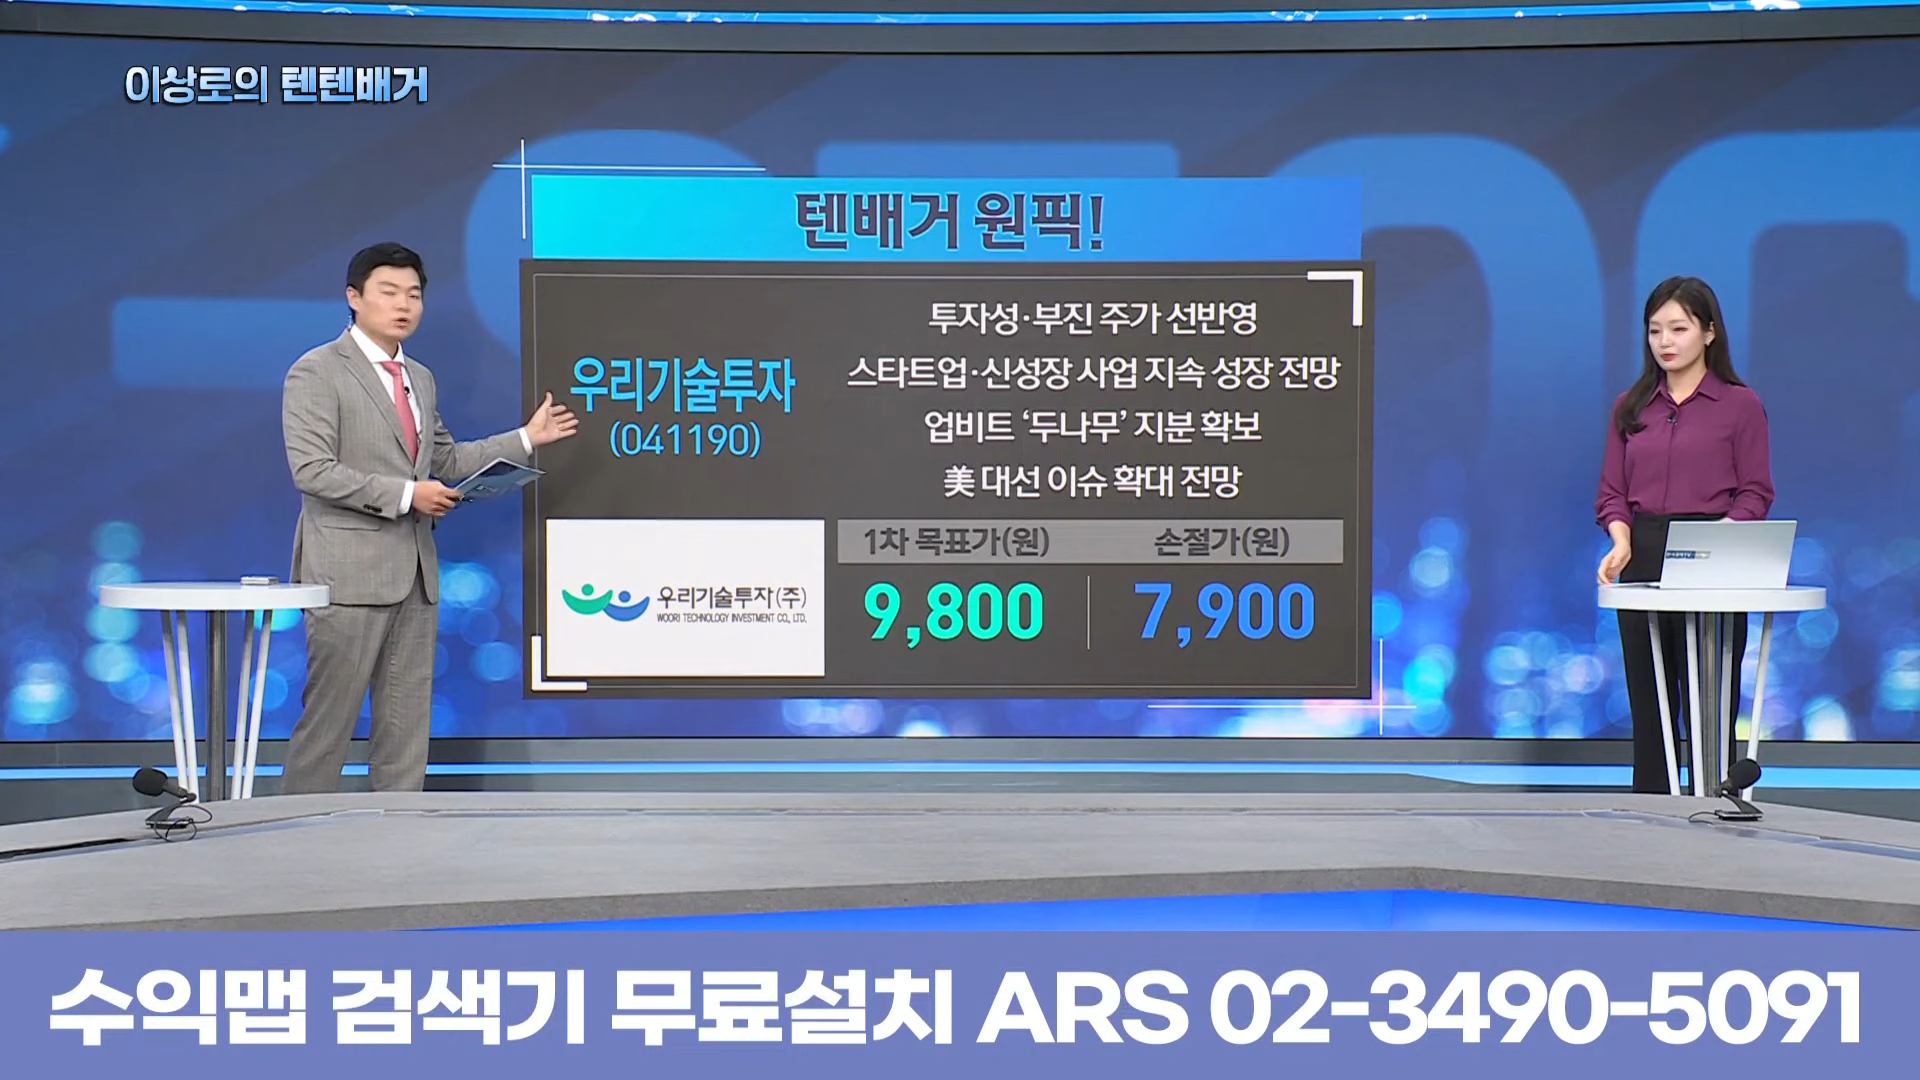 이상로의 텐텐배거
텐배거 원픽!
우리기술투자
(041190)
투자성·부진 주가 선반영
스타트업·신성장 사업 지속 성장 전망
업비트 ‘두나무’ 지분 확보
美 대선 이슈 확대 전망
우리기술투자(주)
WOORI TECHNOLOGY INVESTMENT CO., LTD.
1차 목표가(원) 손절가(원)
9,800 7,900
수익맵 검색기 무료설치 ARS 02-3490-5091